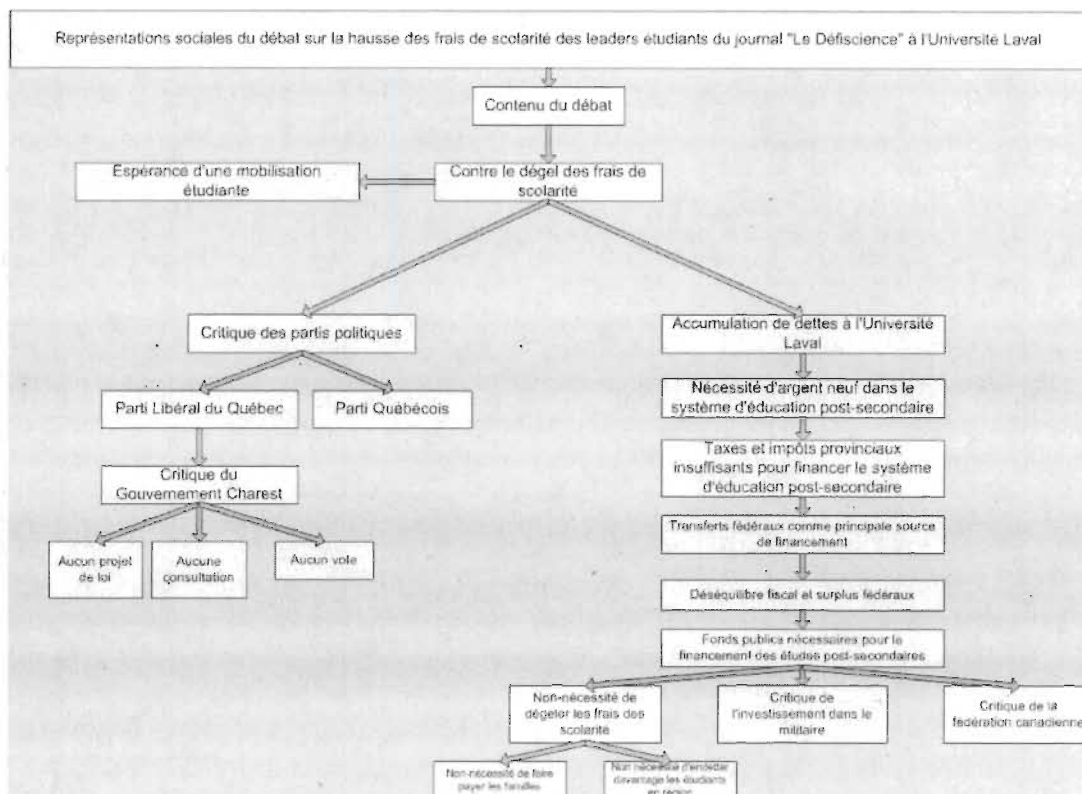 Représentations sociales du débat sur la hausse des frais de scolarité des leaders étudiants du journal "Le Défiscience" à l'Université Laval
Contenu du débat
Espérance d'une mobilisation
étudiante
Contre le dégel des frais de
scolarité
Critique des partis politiques
Accumulation de dettes à l'Université
Laval
Parti Libéral du Québec
Parti Québécois
Nécessité d'argent neuf dans le
système d'éducation post-secondaire
Critique du
Gouvernement Charest
Taxes et impôts provinciaux
insuffisants pour financer le système
d'éducation post-secondaire
Aucun projet
de loi
Aucune
consultation
Aucun vote
Transferts fédéraux comme principale source
de financement
Déséquilibre fiscal et surplus fédéraux
Fonds publics nécessaires pour le
financement des études post-secondaires
Non-nécessité de
dégeler les frais des
scolarité
Critique de
l'investissement dans le
militaire
Critique de la
fédération canadienne
Non-nécessité de faire
payer les familles
Non nécessité d'endetter
davantage les étudiants
en région